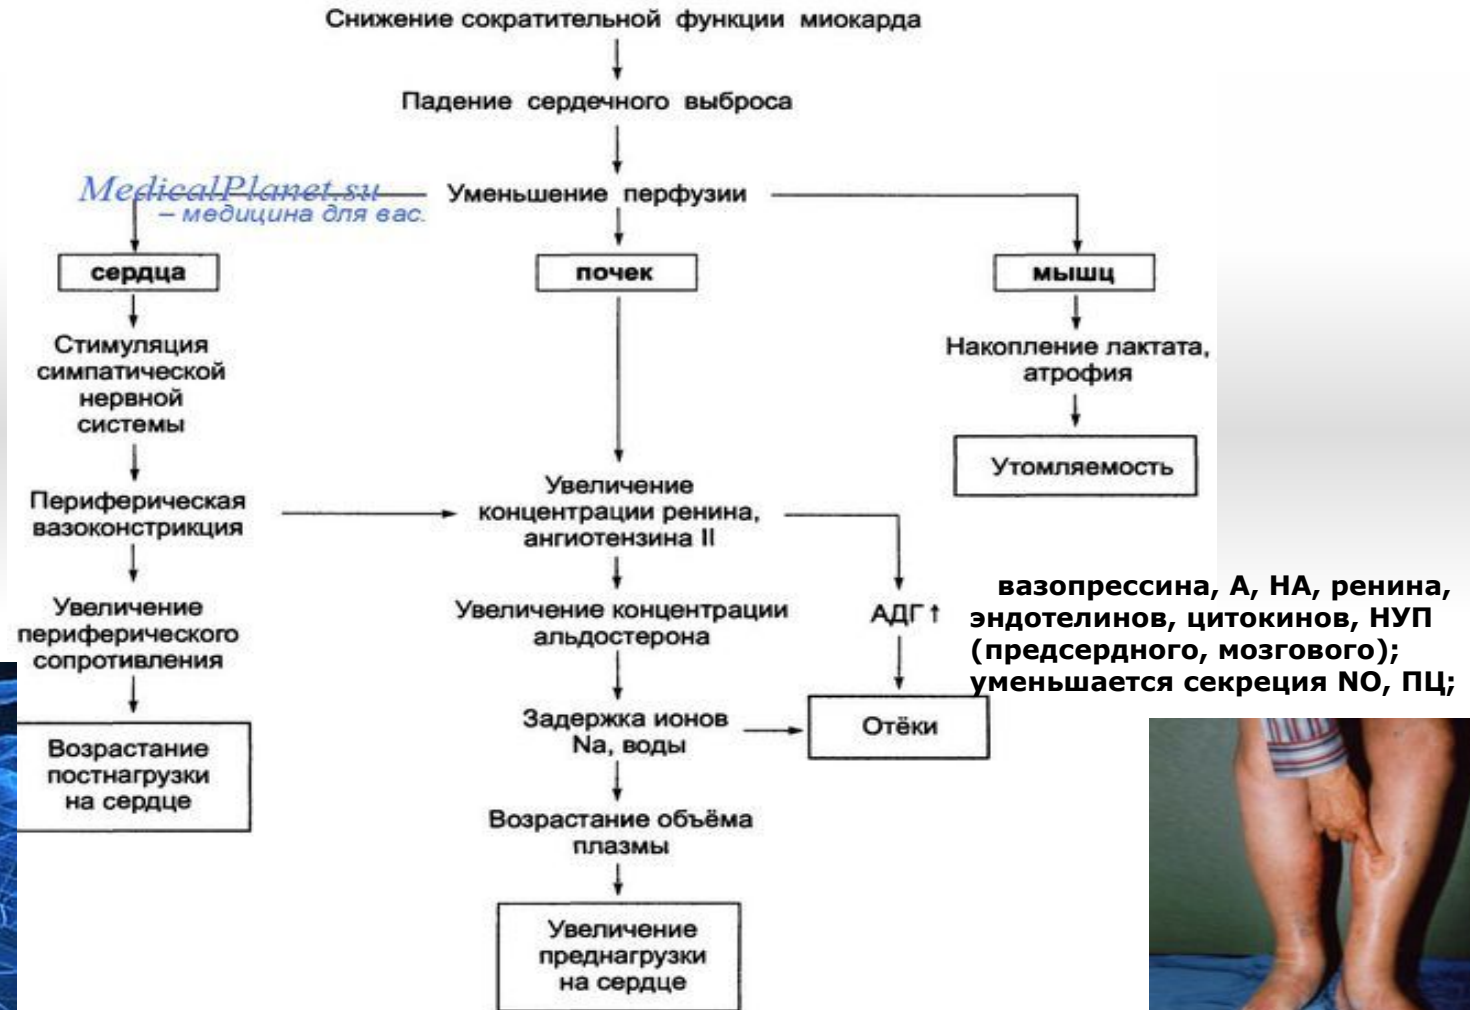 Снижение сократительной функции миокарда
Падение сердечного выброса
MedicalPlanet.su
– медицина для вас.
Уменьшение перфузии
сердца
почек
мышц
Стимуляция
симпатической
нервной
системы
Накопление лактата,
атрофия
Утомляемость
Периферическая
вазоконстрикция
Увеличение
концентрации ренина,
ангиотензина II
Увеличение
периферического
сопротивления
Увеличение концентрации
альдостерона
АДГ↑
вазопрессина, А, НА, ренина,
эндотелинов, цитокинов, НУП
(предсердного, мозгового);
уменьшается секреция NO, ПЦ;
Возрастание
постнагрузки
на сердце
Задержка ионов
Na, воды
Отёки
Возрастание объёма
плазмы
Увеличение
преднагрузки
на сердце